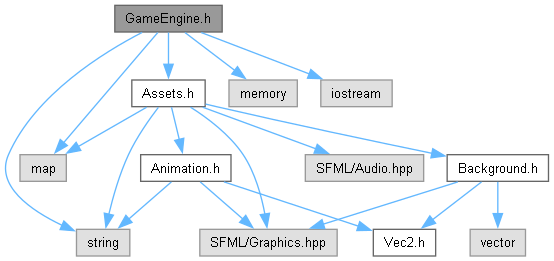 GameEngine.h
Assets.h
memory
iostream
map
Animation.h
SFML/Audio.hpp
Background.h
string
SFML/Graphics.hpp
Vec2.h
vector